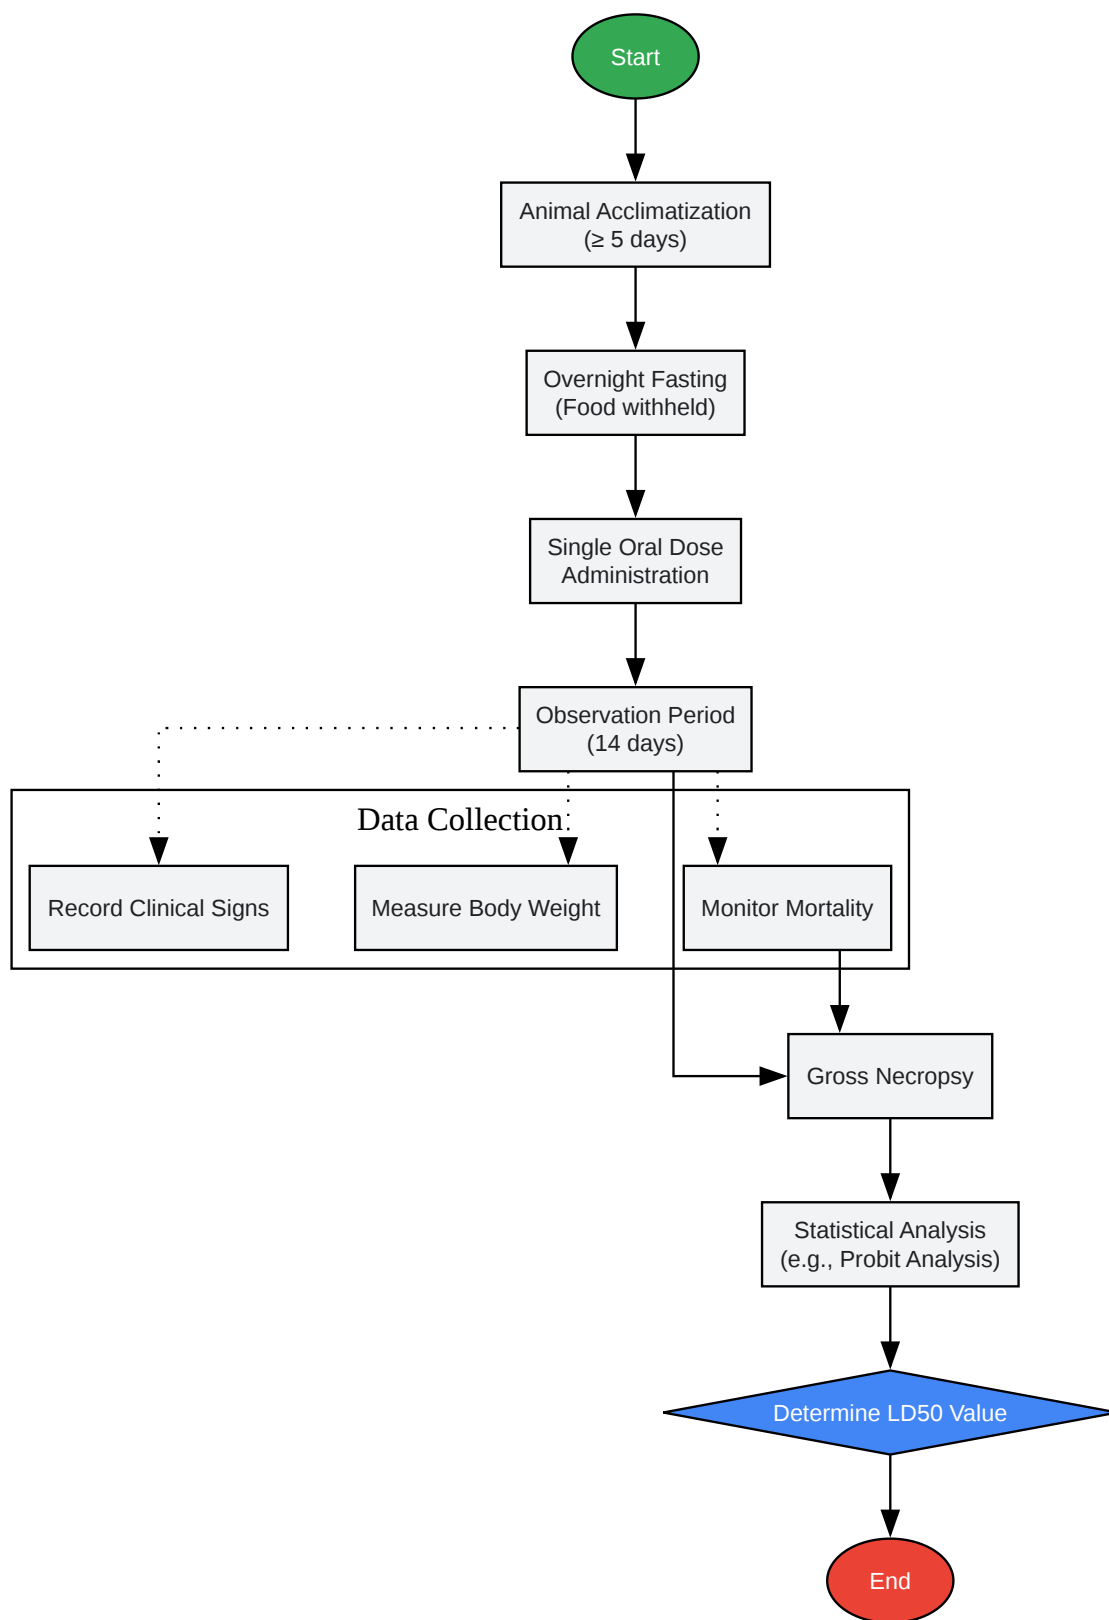 Start
Animal Acclimatization
(≥ 5 days)
Overnight Fasting
(Food withheld)
Single Oral Dose
Administration
Observation Period
(14 days)
Data Collection
Record Clinical Signs
Measure Body Weight
Monitor Mortality
Gross Necropsy
Statistical Analysis
(e.g., Probit Analysis)
Determine LD50 Value
End